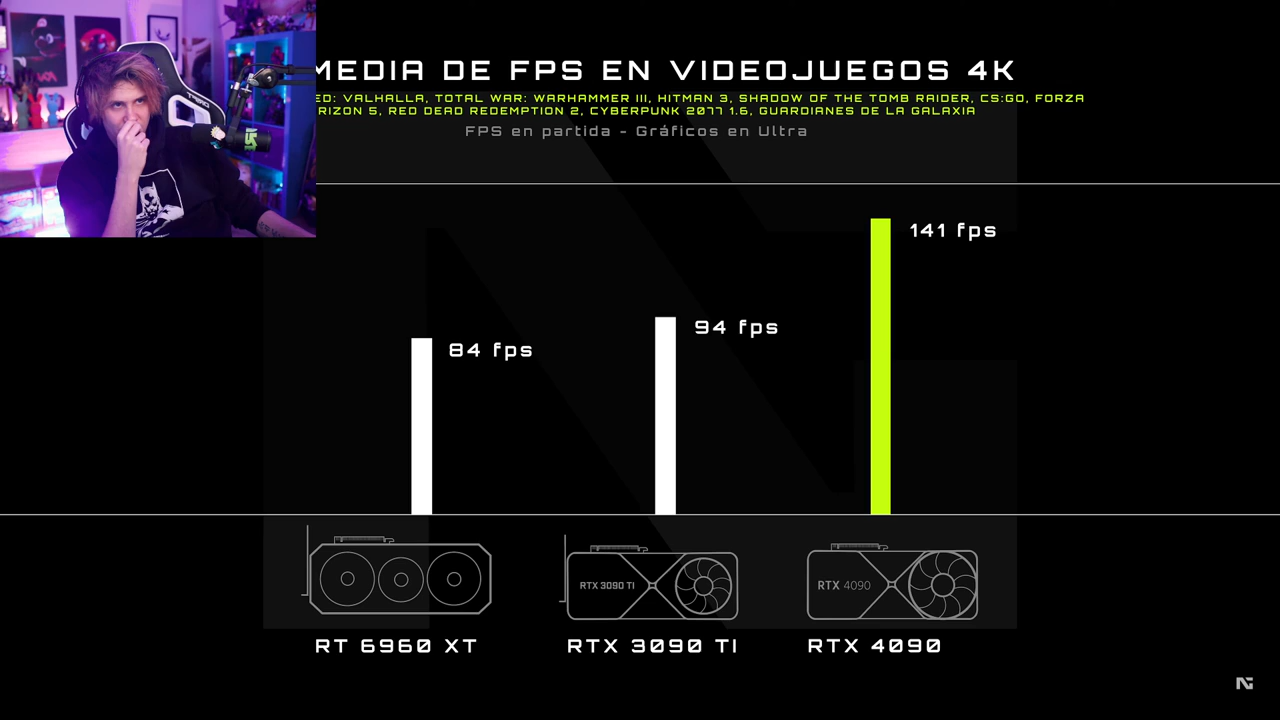 MEDIA DE FPS EN VIDEOJUEGOS 4K
ED: VALHALLA, TOTAL WAR: WARHAMMER III, HITMAN 3, SHADOW OF THE TOMB RAIDER, CS:GO, FORZA
RIZON 5, RED DEAD REDEMPTION 2, CYBERPUNK 2077 1.6, GUARDIANES DE LA GALAXIA
FPS en partida - Gráficos en Ultra
141 fps
94 fps
84 fps
RTX 3090 TI
RTX 4090
RT 6960 XT
RTX 3090 TI
RTX 4090